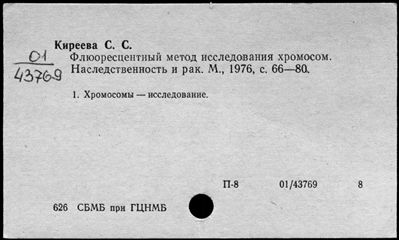 Киреева С. С.
01
43769
Флюоресцентный метод исследования хромосом.
Наследственность и рак. М., 1976, с. 66—80.
1. Хромосомы — исследование.
П-8 01/43769 8
626 СБМБ при ГЦНМБ